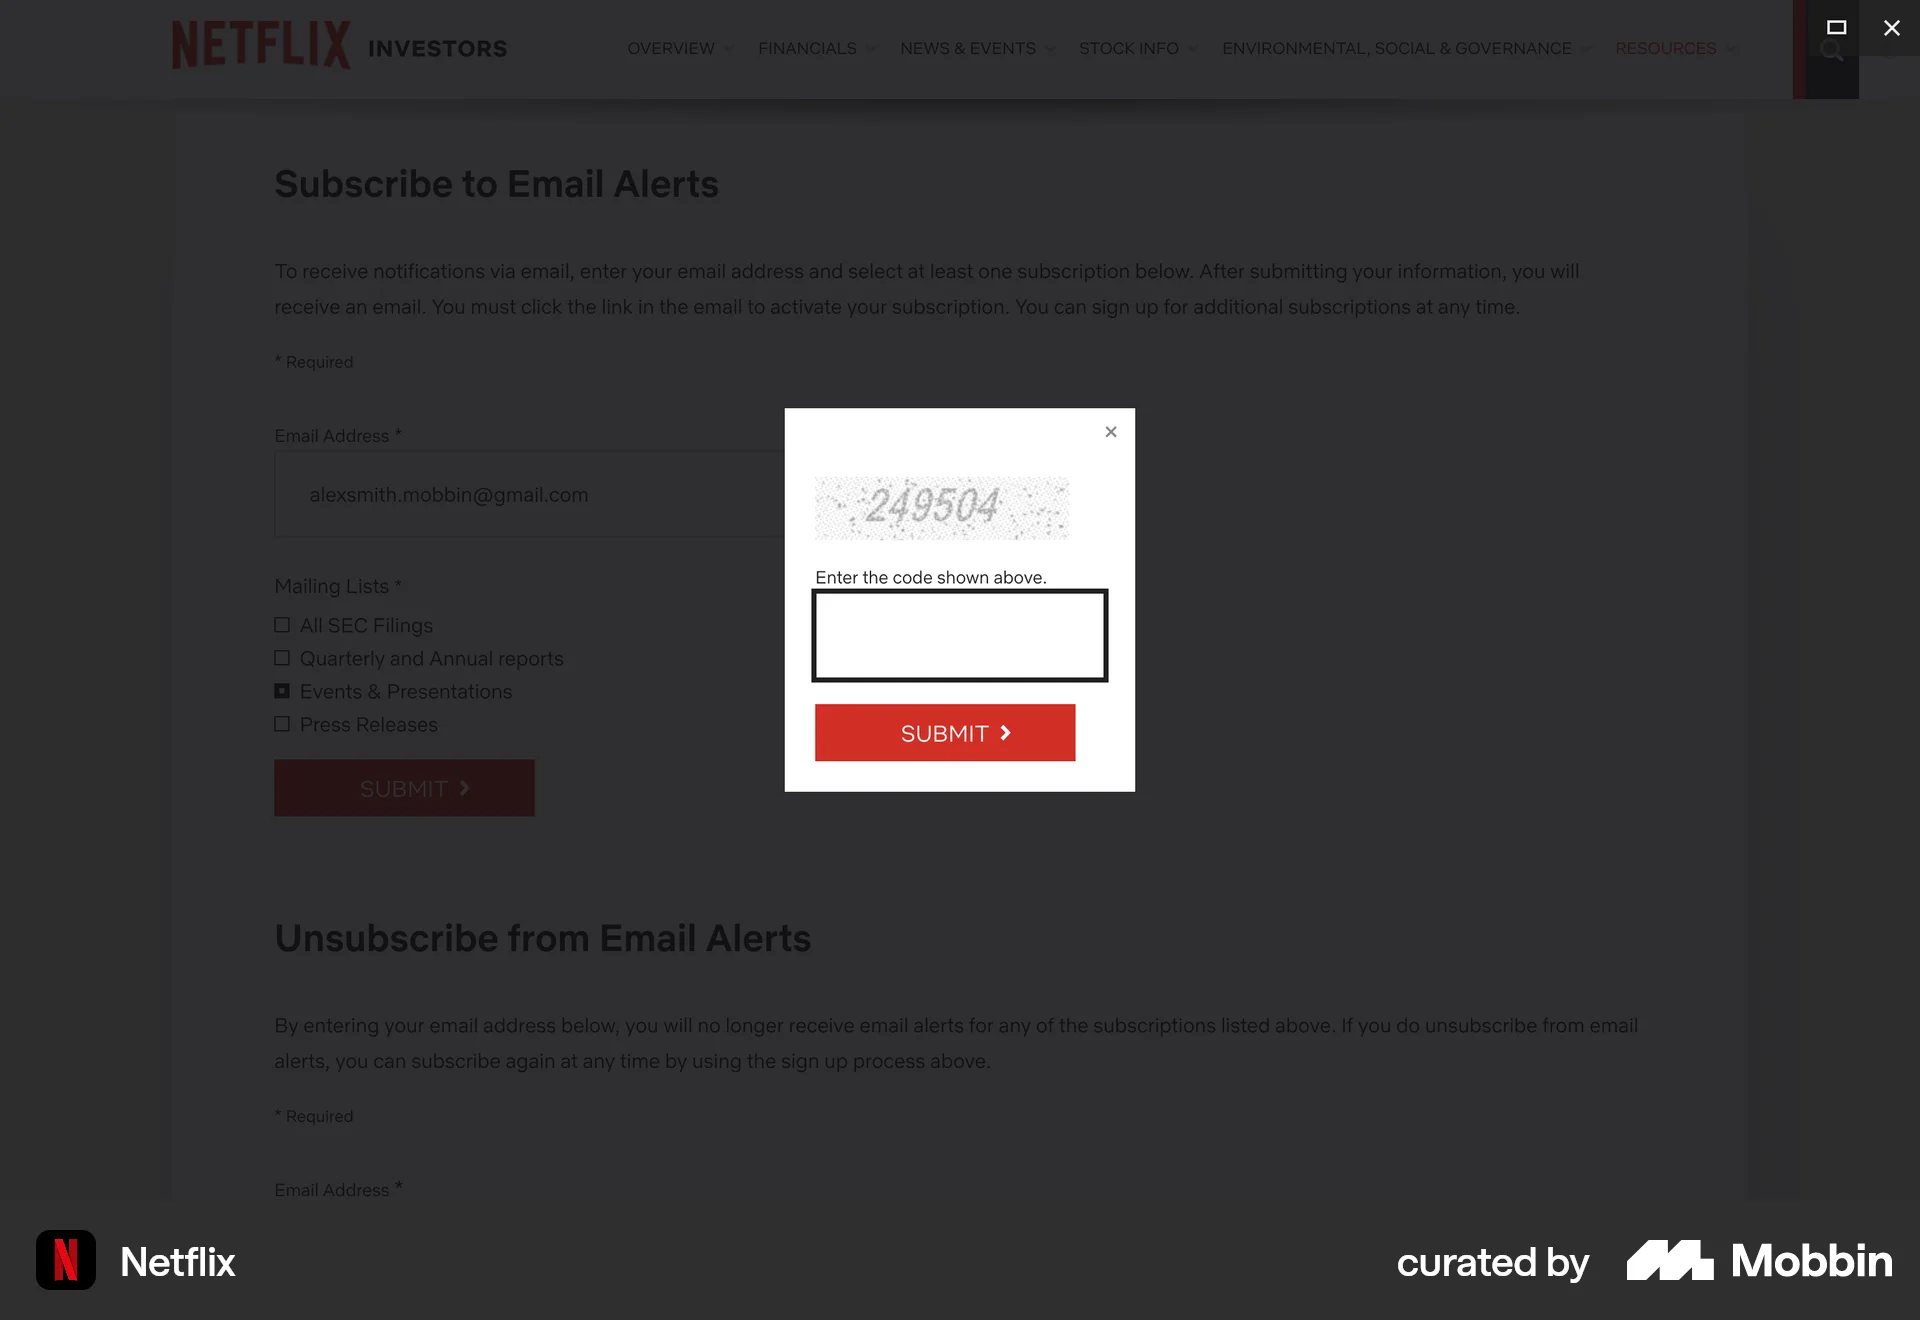 NETFLIX INVESTORS
OVERVIEW FINANCIALS NEWS & EVENTS STOCK INFO ENVIRONMENTAL, SOCIAL & GOVERNANCE RESOURCES
Subscribe to Email Alerts
To receive notifications via email, enter your email address and select at least one subscription below. After submitting your information, you will
receive an email. You must click the link in the email to activate your subscription. You can sign up for additional subscriptions at any time.
* Required
Email Address *
alexsmith.mobbin@gmail.com
Mailing Lists *
All SEC Filings
Quarterly and Annual reports
Events & Presentations
Press Releases
SUBMIT
249504
Enter the code shown above.
SUBMIT
Unsubscribe from Email Alerts
By entering your email address below, you will no longer receive email alerts for any of the subscriptions listed above. If you do unsubscribe from email
alerts, you can subscribe again at any time by using the sign up process above.
* Required
Email Address *
N Netflix
curated by Mobbin